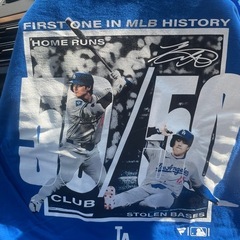 FIRST ONE IN MLB HISTORY
HOME RUNS
50/50
CLUB
STOLEN BASES
LA